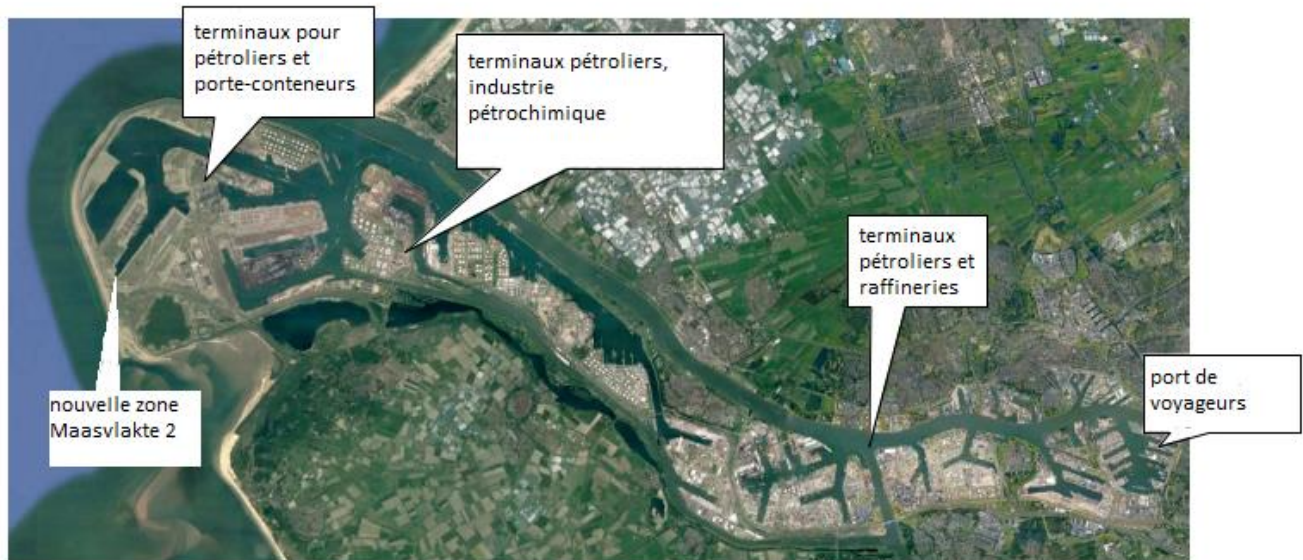 terminaux pour
pétroliers et
porte-conteneurs
terminaux pétroliers,
industrie
pétrochimique
terminaux
pétroliers et
raffineries
port de
voyageurs
nouvelle zone
Maasvlakte 2